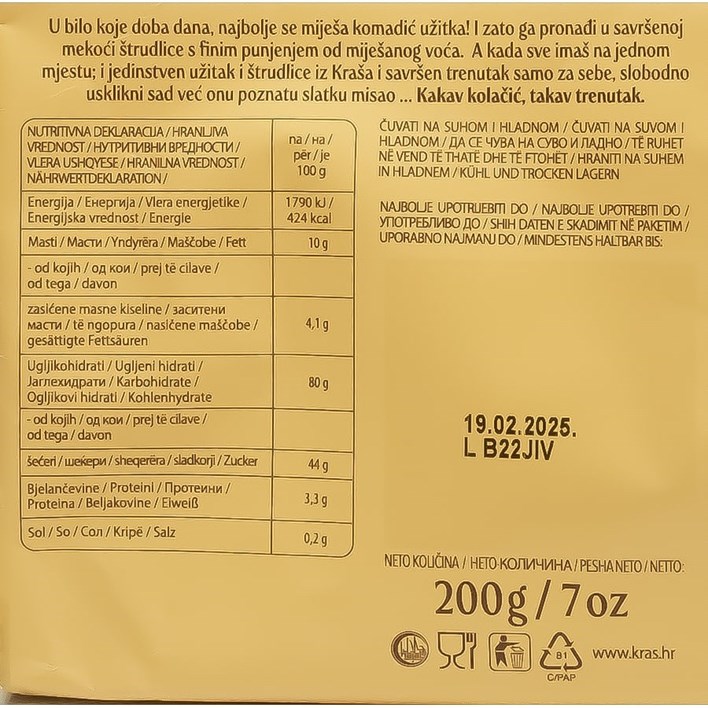 U bilo koje doba dana, najbolje se miješa komadić užitka! I zato ga pronađi u savršenoj
mekoći štrudlice s finim punjenjem od miješanog voća. A kada sve imaš na jednom
mjestu; i jedinstven užitak i štrudlice iz Kraša i savršen trenutak samo za sebe, slobodno
usklikni sad već onu poznatu slatku misao ... Kakav kolačić, takav trenutak.
NUTRITIVNA DEKLARACIJA / HRANLJIVA
VREDNOST / НУТРИТИВНИ ВРЕДНОСТИ /
VLERA USHQYESE / HRANILNA VREDNOST /
NÄHRWERTDEKLARATION /
na / на /
për / je
100 g
Energija / Енергија / Vlera energjetike /
Energijska vrednost / Energie
1790 kJ /
424 kcal
Masti / Масти / Yndyrëra / Maščobe / Fett
10 g
- od kojih / од кои / prej të cilave /
od tega / davon
zasićene masne kiseline / заситени
масти / të ngopura / nasičene maščobe /
gesättigte Fettsäuren
4,1 g
Ugljikohidrati / Ugljeni hidrati /
Јаглехидрати / Karbohidrate /
Ogljikovi hidrati / Kohlenhydrate
80 g
- od kojih / од кои / prej të cilave /
od tega / davon
šećeri / шеќери / sheqerëra / sladkorji / Zucker
44 g
Bjelančevine / Proteini / Протеини /
Proteina / Beljakovine / Eiweiß
3,3 g
Sol / So / Сол / Kripë / Salz
0,2 g
ČUVATI NA SUHOM I HLADNOM / ČUVATI NA SUVOM I
HLADNOM / ДА СЕ ЧУВА НА СУВО И ЛАДНО / TË RUHET
NË VEND TË THATË DHE TË FTOHËT / HRANITI NA SUHEM
IN HLADNEM / KÜHL UND TROCKEN LAGERN
NAJBOLJE UPOTRIJEBITI DO / NAJBOLJE UPOTREBITI DO /
УПОТРЕБЛИВО ДО / SHIH DATEN E SKADIMIT NË PAKETIM /
UPORABNO NAJMANJ DO / MINDESTENS HALTBAR BIS:
19.02.2025.
L B22JIV
NETO KOLIČINA / НЕТО КОЛИЧИНА / PESHA NETO / NETTO:
200g / 7 oz
81
C/PAP
www.kras.hr